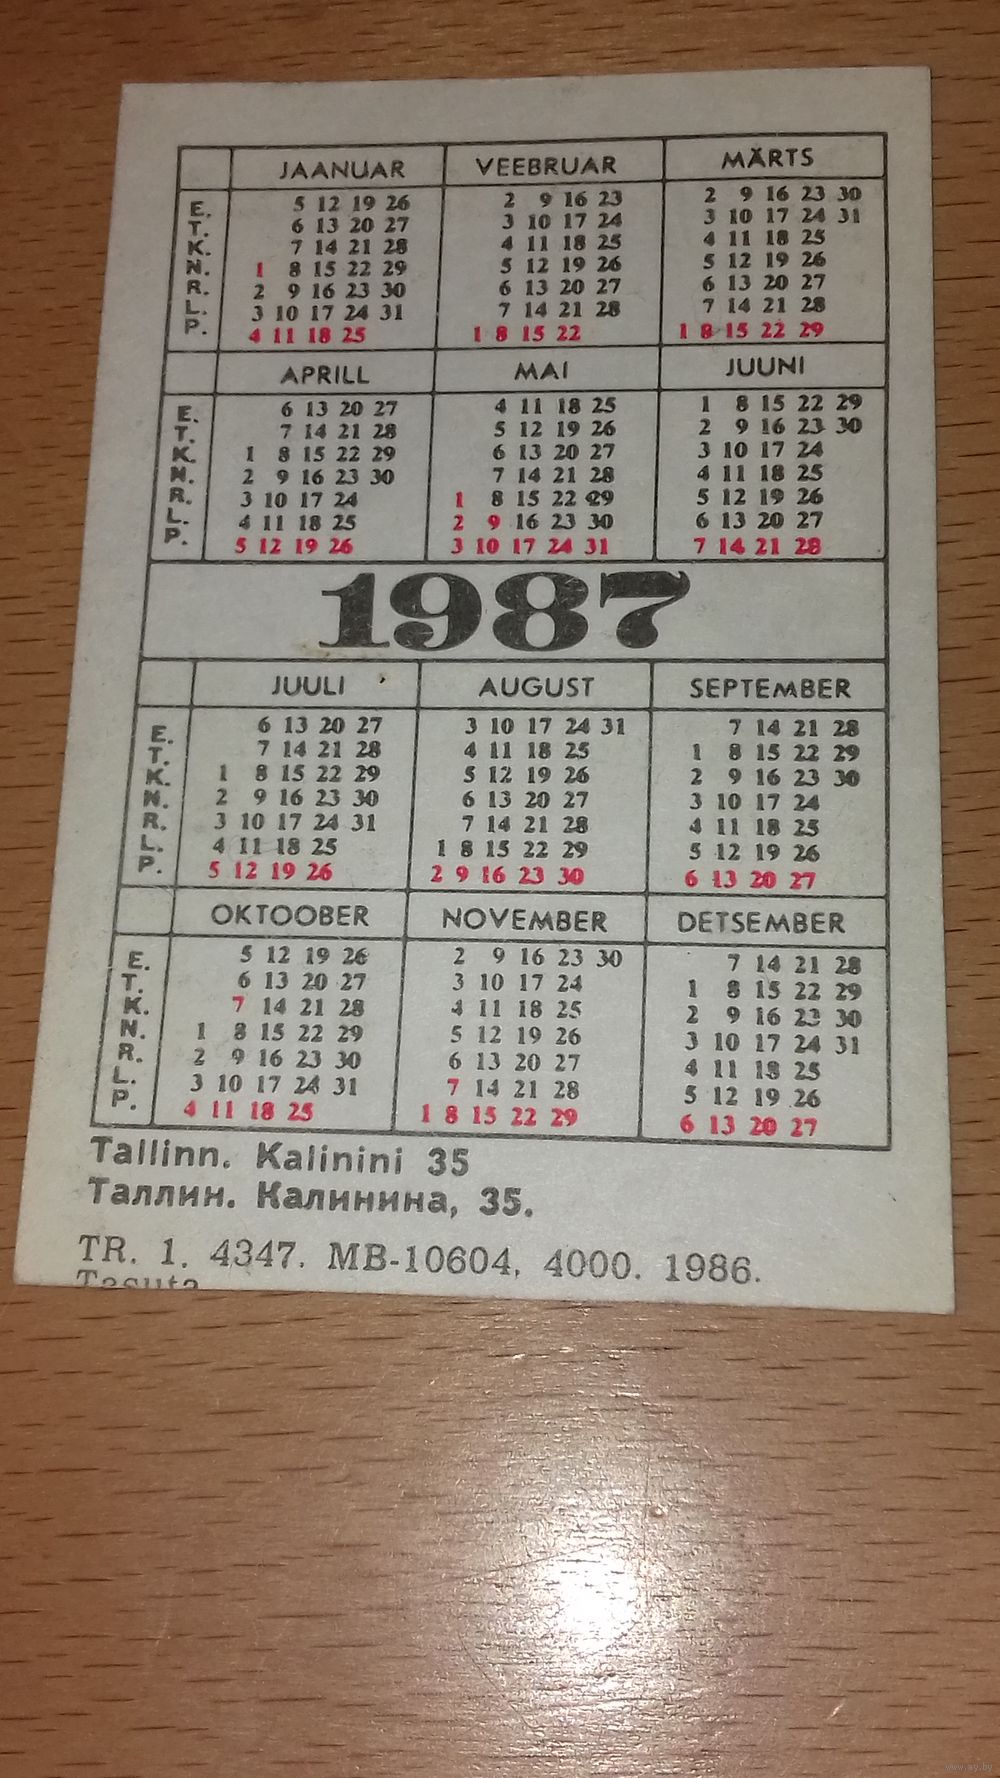 JAANUAR VEEBRUAR MÄRTS
E. 5 12 19 26 2 9 16 23 2 9 16 23 30
T. 6 13 20 27 3 10 17 24 3 10 17 24 31
K. 7 14 21 28 4 11 18 25 4 11 18 25
N. 1 8 15 22 29 5 12 19 26 5 12 19 26
R. 2 9 16 23 30 6 13 20 27 6 13 20 27
L. 3 10 17 24 31 7 14 21 28 7 14 21 28
P. 4 11 18 25 1 8 15 22 1 8 15 22 29
APRILL MAI JUUNI
E. 6 13 20 27 4 11 18 25 1 8 15 22 29
T. 7 14 21 28 5 12 19 26 2 9 16 23 30
K. 1 8 15 22 29 6 13 20 27 3 10 17 24
N. 2 9 16 23 30 7 14 21 28 4 11 18 25
R. 3 10 17 24 1 8 15 22 29 5 12 19 26
L. 4 11 18 25 2 9 16 23 30 6 13 20 27
P. 5 12 19 26 3 10 17 24 31 7 14 21 28
1987
JUULI AUGUST SEPTEMBER
E. 6 13 20 27 3 10 17 24 31 7 14 21 28
T. 7 14 21 28 4 11 18 25 1 8 15 22 29
K. 1 8 15 22 29 5 12 19 26 2 9 16 23 30
N. 2 9 16 23 30 6 13 20 27 3 10 17 24
R. 3 10 17 24 31 7 14 21 28 4 11 18 25
L. 4 11 18 25 1 8 15 22 29 5 12 19 26
P. 5 12 19 26 2 9 16 23 30 6 13 20 27
OKTOOBER NOVEMBER DETSEMBER
E. 5 12 19 26 2 9 16 23 30 7 14 21 28
T. 6 13 20 27 3 10 17 24 1 8 15 22 29
K. 7 14 21 28 4 11 18 25 2 9 16 23 30
N. 1 8 15 22 29 5 12 19 26 3 10 17 24 31
R. 2 9 16 23 30 6 13 20 27 4 11 18 25
L. 3 10 17 24 31 7 14 21 28 5 12 19 26
P. 4 11 18 25 1 8 15 22 29 6 13 20 27
Tallinn. Kalinini 35
Таллин. Калинина, 35.
TR. 1. 4347. MB-10604. 4000. 1986.
Tasuta
www.ay.by